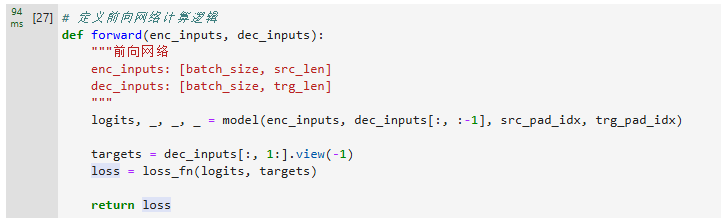 94
ms
[27]
# 定义前向网络计算逻辑
def forward(enc_inputs, dec_inputs):
"""前向网络
enc_inputs: [batch_size, src_len]
dec_inputs: [batch_size, trg_len]
"""
logits, _, _, _ = model(enc_inputs, dec_inputs[:, :-1], src_pad_idx, trg_pad_idx)
targets = dec_inputs[:, 1:].view(-1)
loss = loss_fn(logits, targets)
return loss